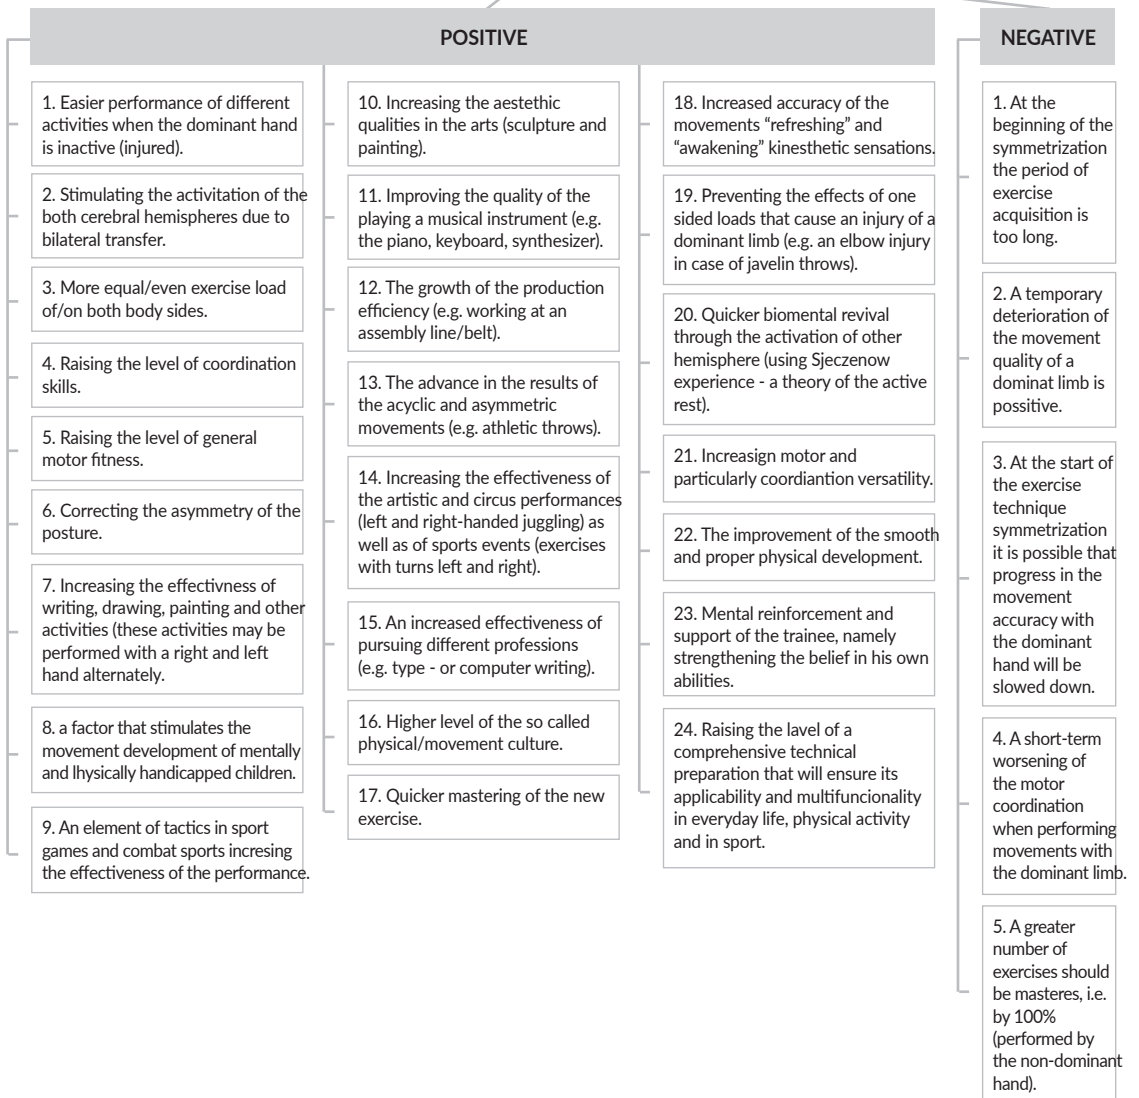 POSITIVE
1. Easier performance of different
activities when the dominant hand
is inactive (injured).
2. Stimulating the activitation of the
both cerebral hemispheres due to
bilateral transfer.
3. More equal/even exercise load
of/on both body sides.
4. Raising the level of coordination
skills.
5. Raising the level of general
motor fitness.
6. Correcting the asymmetry of the
posture.
7. Increasing the effectivness of
writing, drawing, painting and other
activities (these activities may be
performed with a right and left
hand alternately.
8. a factor that stimulates the
movement development of mentally
and lhysically handicapped children.
9. An element of tactics in sport
games and combat sports incresing
the effectiveness of the performance.
10. Increasing the aestethic
qualities in the arts (sculpture and
painting).
11. Improving the quality of the
playing a musical instrument (e.g.
the piano, keyboard, synthesizer).
12. The growth of the production
efficiency (e.g. working at an
assembly line/belt).
13. The advance in the results of
the acyclic and asymmetric
movements (e.g. athletic throws).
14. Increasing the effectiveness of
the artistic and circus performances
(left and right-handed juggling) as
well as of sports events (exercises
with turns left and right).
15. An increased effectiveness of
pursuing different professions
(e.g. type - or computer writing).
16. Higher level of the so called
physical/movement culture.
17. Quicker mastering of the new
exercise.
18. Increased accuracy of the
movements “refreshing” and
“awakening” kinesthetic sensations.
19. Preventing the effects of one
sided loads that cause an injury of a
dominant limb (e.g. an elbow injury
in case of javelin throws).
20. Quicker biomental revival
through the activation of other
hemisphere (using Sjeczenow
experience - a theory of the active
rest).
21. Increasign motor and
particularly coordiantion versatility.
22. The improvement of the smooth
and proper physical development.
23. Mental reinforcement and
support of the trainee, namely
strengthening the belief in his own
abilities.
24. Raising the lavel of a
comprehensive technical
preparation that will ensure its
applicability and multifuncionality
in everyday life, physical activity
and in sport.
NEGATIVE
1. At the
beginning of the
symmetrization
the period of
exercise
acquisition is
too long.
2. A temporary
deterioration of
the movement
quality of a
dominat limb is
possitive.
3. At the start of
the exercise
technique
symmetrization
it is possible that
progress in the
movement
accuracy with
the dominant
hand will be
slowed down.
4. A short-term
worsening of
the motor
coordination
when performing
movements with
the dominant limb.
5. A greater
number of
exercises should
be masteres, i.e.
by 100%
(performed by
the non-dominant
hand).